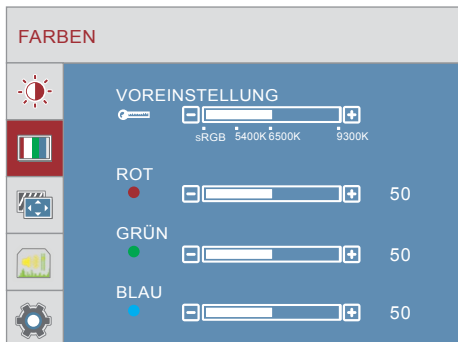 FARBEN
VOREINSTELLUNG
sRGB 5400K 6500K 9300K
ROT
50
GRÜN
50
BLAU
50